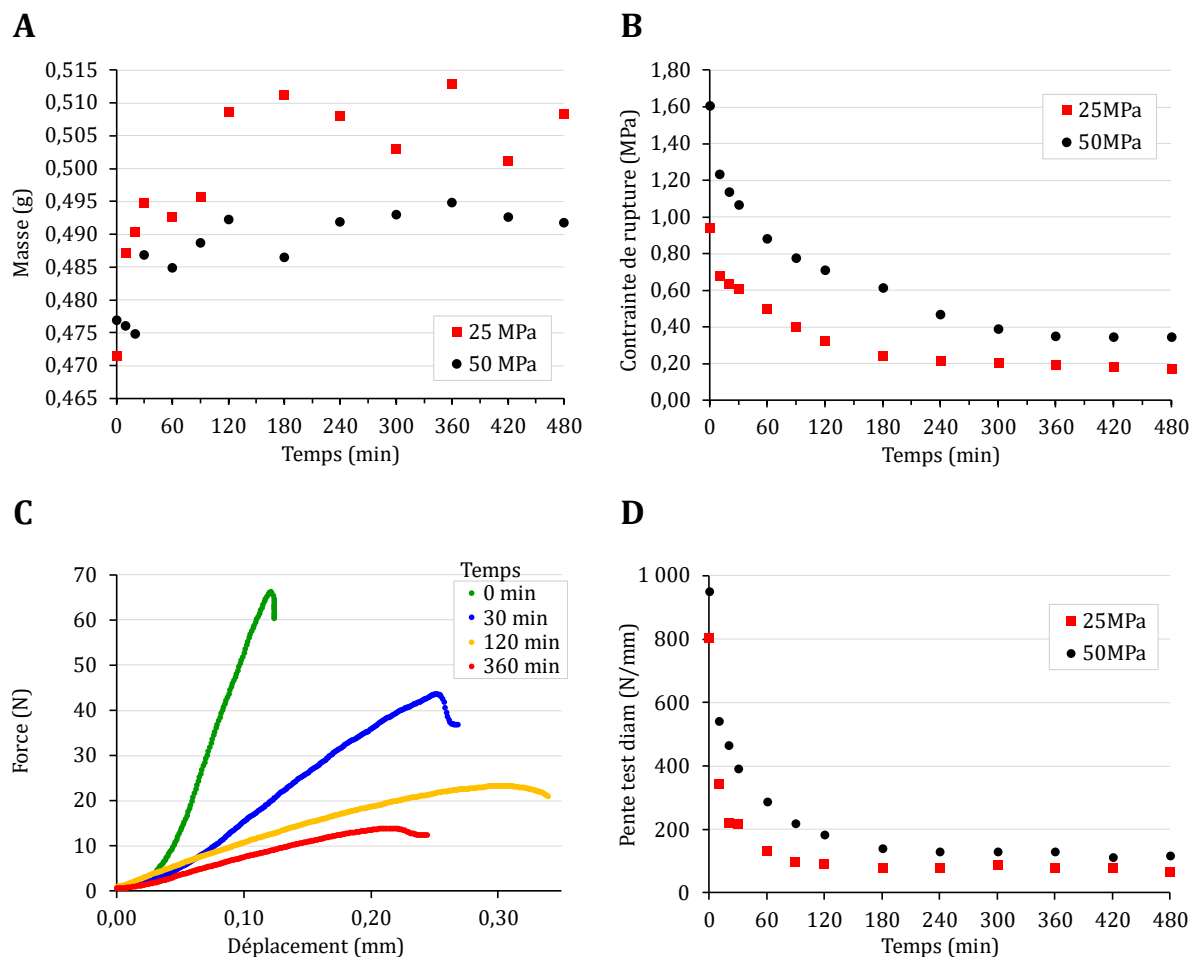 A
Masse (g)
0,515
0,510
0,505
0,500
0,495
0,490
0,485
0,480
0,475
0,470
0,465
25 MPa
50 MPa
0 60 120 180 240 300 360 420 480
Temps (min)
B
Contrainte de rupture (MPa)
1,80
1,60
1,40
1,20
1,00
0,80
0,60
0,40
0,20
0,00
25MPa
50MPa
0 60 120 180 240 300 360 420 480
Temps (min)
C
Force (N)
70
60
50
40
30
20
10
0
Temps
0 min
30 min
120 min
360 min
0,00 0,10 0,20 0,30
Déplacement (mm)
D
Pente test diam (N/mm)
1 000
800
600
400
200
0
25MPa
50MPa
0 60 120 180 240 300 360 420 480
Temps (min)